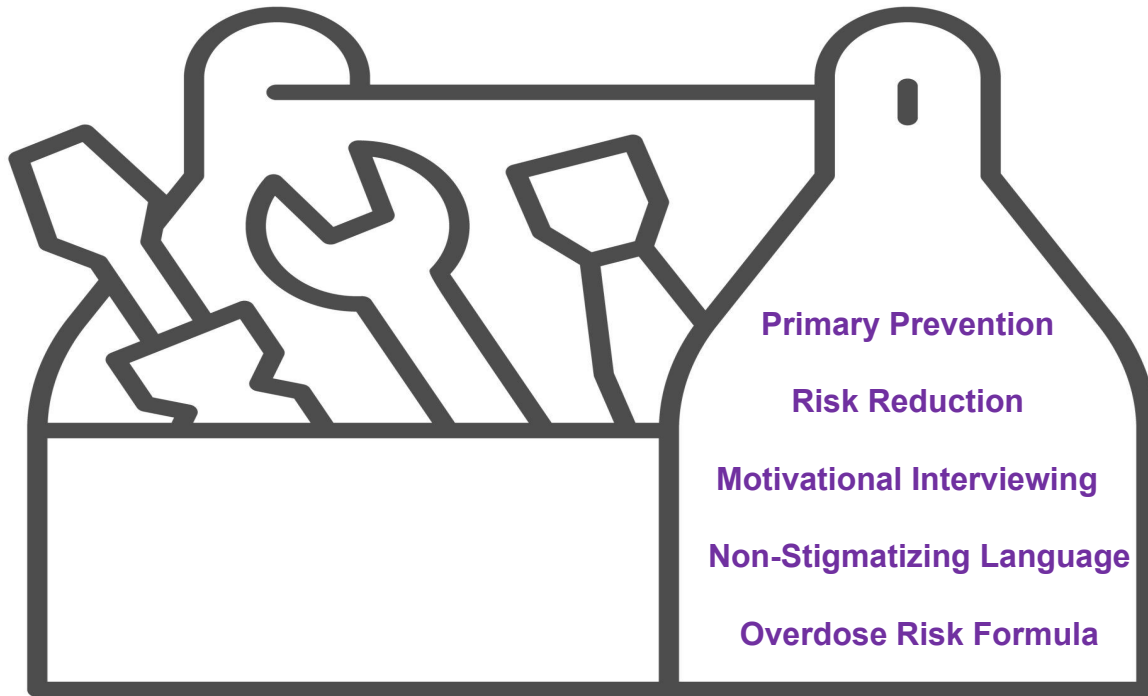 Primary Prevention
Risk Reduction
Motivational Interviewing
Non-Stigmatizing Language
Overdose Risk Formula